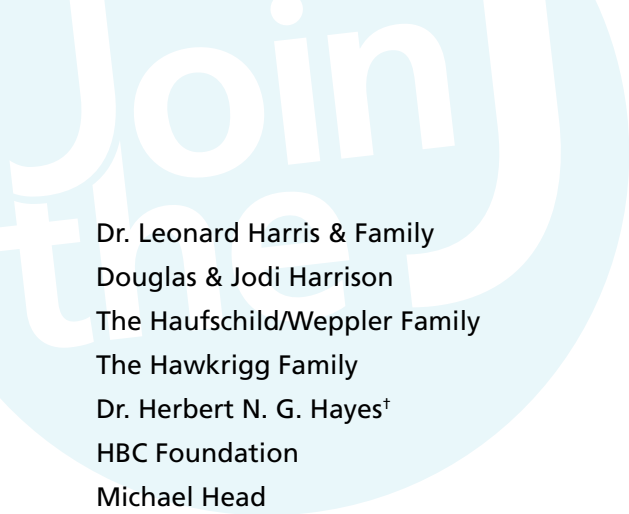 Join
the J
Dr. Leonard Harris & Family
Douglas & Jodi Harrison
The Haufschild/Weppler Family
The Hawkrigg Family
Dr. Herbert N. G. Hayes†
HBC Foundation
Michael Head